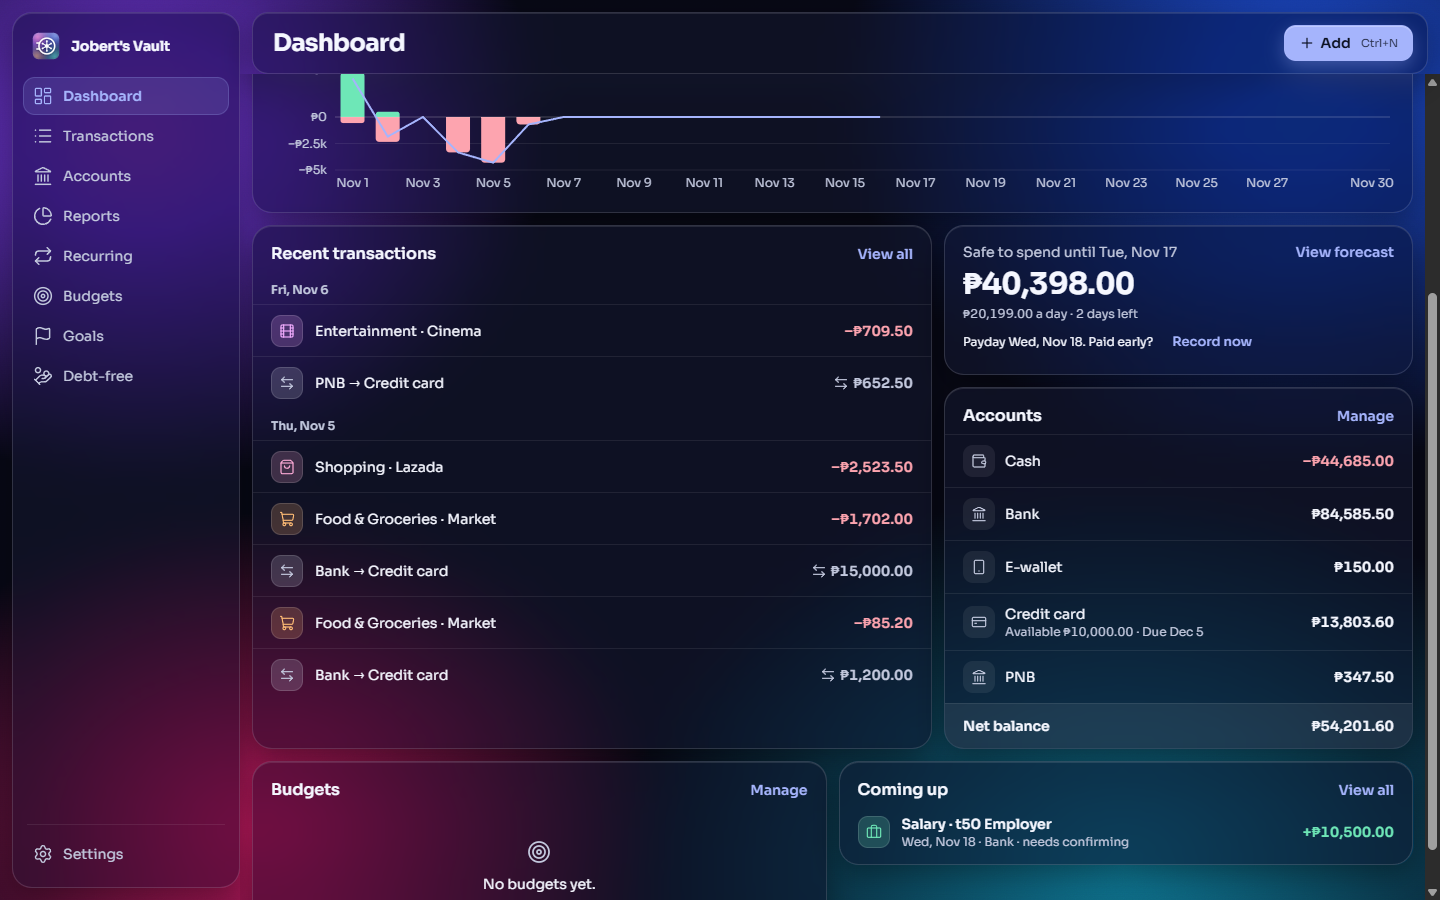 Jobert's Vault
Dashboard
Transactions
Accounts
Reports
Recurring
Budgets
Goals
Debt-free
Settings
Dashboard
+ Add Ctrl+N
₱0
−₱2.5k
−₱5k
Nov 1 Nov 3 Nov 5 Nov 7 Nov 9 Nov 11 Nov 13 Nov 15 Nov 17 Nov 19 Nov 21 Nov 23 Nov 25 Nov 27 Nov 30
Recent transactions View all
Fri, Nov 6
Entertainment · Cinema −₱709.50
PNB → Credit card ₱652.50
Thu, Nov 5
Shopping · Lazada −₱2,523.50
Food & Groceries · Market −₱1,702.00
Bank → Credit card ₱15,000.00
Food & Groceries · Market −₱85.20
Bank → Credit card ₱1,200.00
Safe to spend until Tue, Nov 17 View forecast
₱40,398.00
₱20,199.00 a day · 2 days left
Payday Wed, Nov 18. Paid early? Record now
Accounts Manage
Cash −₱44,685.00
Bank ₱84,585.50
E-wallet ₱150.00
Credit card ₱13,803.60
Available ₱10,000.00 · Due Dec 5
PNB ₱347.50
Net balance ₱54,201.60
Budgets Manage
No budgets yet.
Coming up View all
Salary · t50 Employer +₱10,500.00
Wed, Nov 18 · Bank · needs confirming